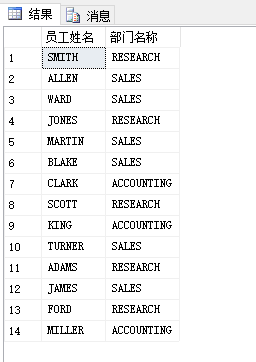 结果 消息
员工姓名 部门名称
1 SMITH RESEARCH
2 ALLEN SALES
3 WARD SALES
4 JONES RESEARCH
5 MARTIN SALES
6 BLAKE SALES
7 CLARK ACCOUNTING
8 SCOTT RESEARCH
9 KING ACCOUNTING
10 TURNER SALES
11 ADAMS RESEARCH
12 JAMES SALES
13 FORD RESEARCH
14 MILLER ACCOUNTING